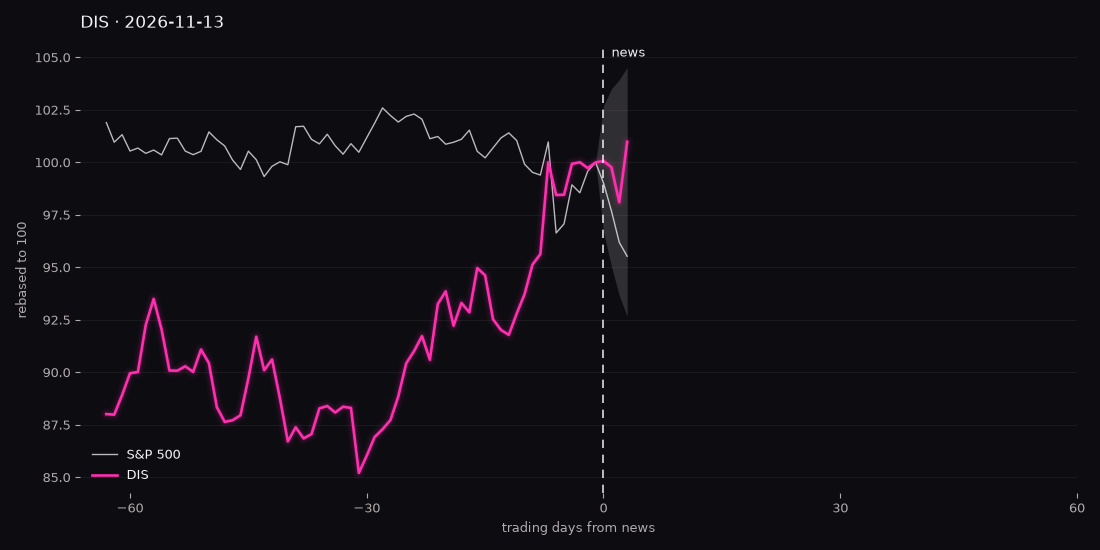 DIS · 2026-11-13
news
105.0
102.5
100.0
97.5
95.0
92.5
90.0
87.5
85.0
rebased to 100
S&P 500
DIS
−60
−30
0
30
60
trading days from news